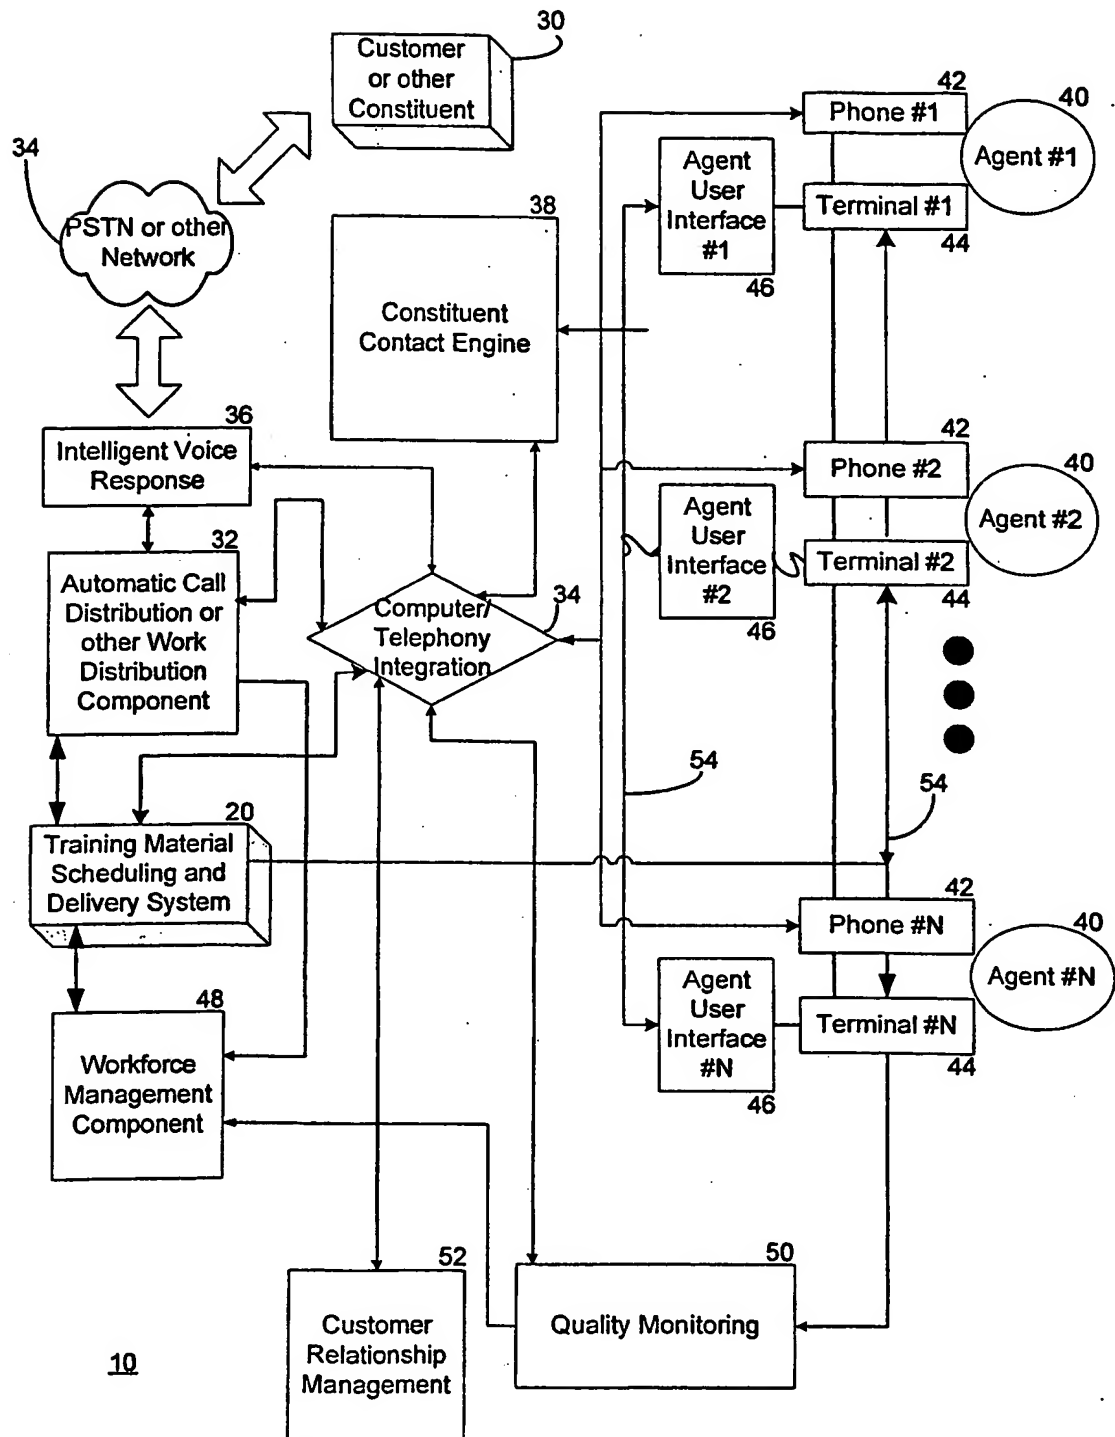 30
Customer
or other
Constituent
34
PSTN or other
Network
38
Constituent
Contact Engine
36
Intelligent Voice
Response
32
Automatic Call
Distribution or
other Work
Distribution
Component
Computer/
Telephony
Integration
34
20
Training Material
Scheduling and
Delivery System
48
Workforce
Management
Component
52
Customer
Relationship
Management
50
Quality Monitoring
42
Phone #1
40
Agent #1
Agent
User
Interface
#1
46
Terminal #1
44
42
Phone #2
40
Agent #2
Agent
User
Interface
#2
46
Terminal #2
44
54
54
42
Phone #N
40
Agent #N
Agent
User
Interface
#N
46
Terminal #N
44
10